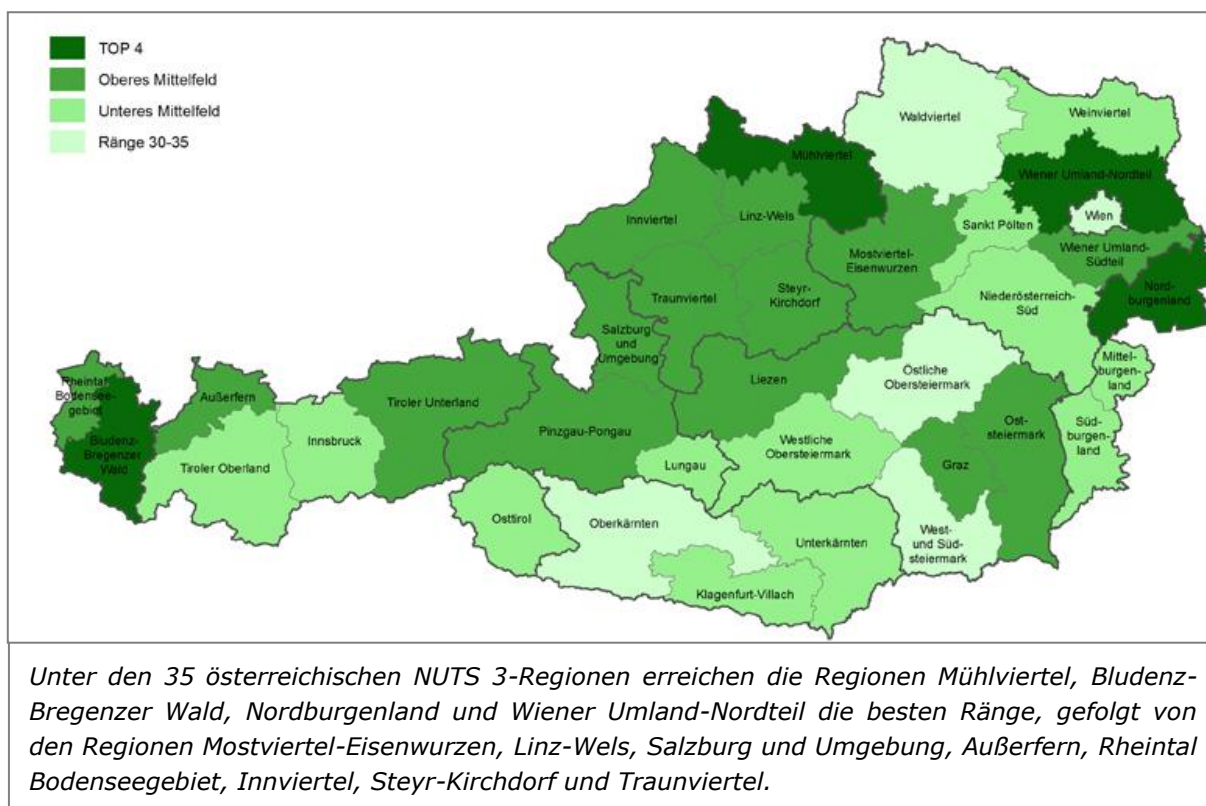 TOP 4
Oberes Mittelfeld
Unteres Mittelfeld
Ränge 30-35
Waldviertel
Weinviertel
Mühlviertel
Wiener Umland-Nordteil
Innviertel
Linz-Wels
Sankt Pölten
Wien
Mostviertel-
Eisenwurzen
Wiener Umland-
Südteil
Traunviertel
Steyr-
Kirchdorf
Niederösterreich-
Süd
Nord-
burgenland
Salzburg
und
Umgebung
Mittel-
burgen-
land
Rheintal
Bodensee-
gebiet
Außerfern
Tiroler Unterland
Liezen
Östliche
Obersteiermark
Bludenz-
Bregenzer
Wald
Innsbruck
Pinzgau-Pongau
Ost-
steiermark
Süd-
burgen-
land
Tiroler Oberland
Lungau
Westliche
Obersteiermark
Graz
Osttirol
Oberkärnten
Unterkärnten
West-
und Süd-
steiermark
Klagenfurt-Villach
Unter den 35 österreichischen NUTS 3-Regionen erreichen die Regionen Mühlviertel, Bludenz-
Bregenzer Wald, Nordburgenland und Wiener Umland-Nordteil die besten Ränge, gefolgt von
den Regionen Mostviertel-Eisenwurzen, Linz-Wels, Salzburg und Umgebung, Außerfern, Rheintal
Bodenseegebiet, Innviertel, Steyr-Kirchdorf und Traunviertel.